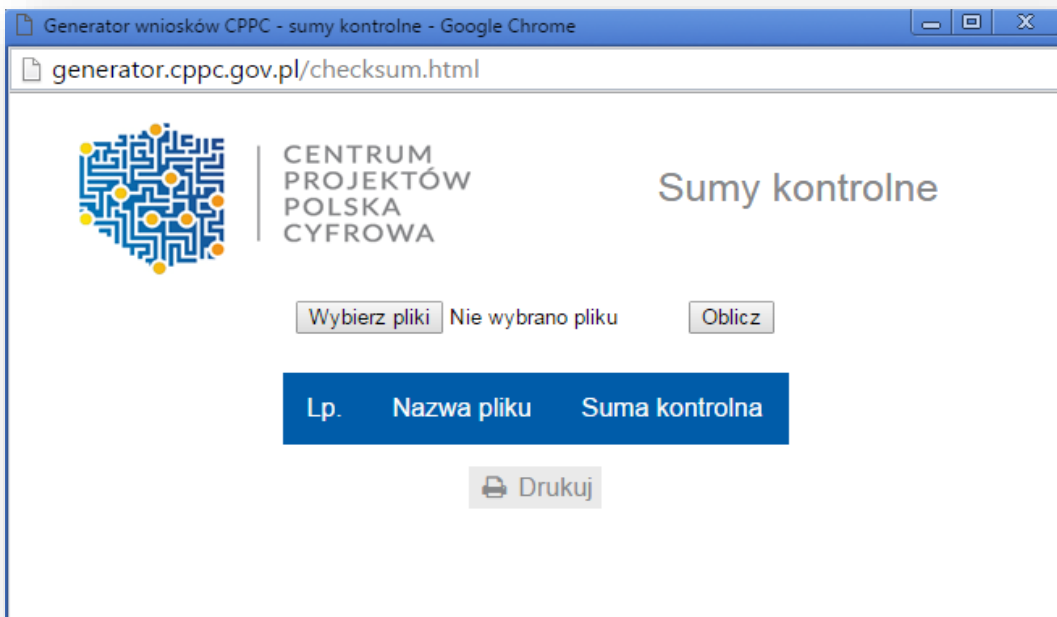 Generator wniosków CPPC - sumy kontrolne - Google Chrome
generator.cppc.gov.pl/checksum.html
CENTRUM
PROJEKTÓW
POLSKA
CYFROWA
Sumy kontrolne
Wybierz pliki Nie wybrano pliku Oblicz
Lp. Nazwa pliku Suma kontrolna
Drukuj